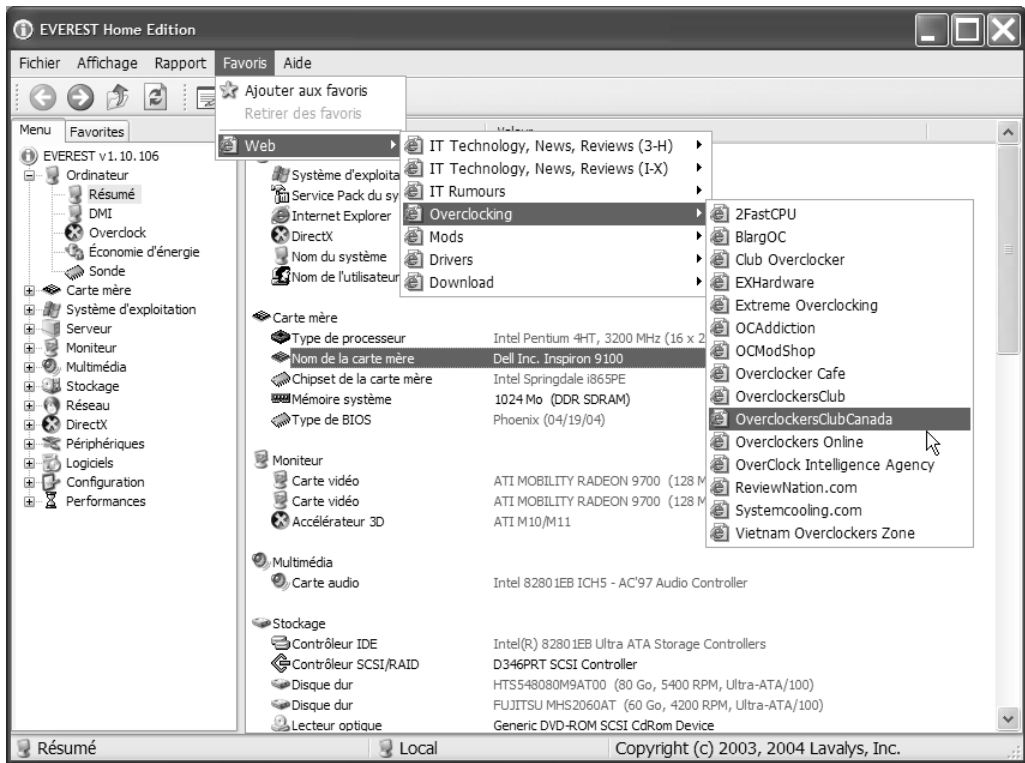 EVEREST Home Edition
Fichier Affichage Rapport Favoris Aide
Ajouter aux favoris
Retirer des favoris
Web
IT Technology, News, Reviews (3-H)
IT Technology, News, Reviews (I-X)
IT Rumours
Overclocking
Mods
Drivers
Download
2FastCPU
BlargOC
Club Overclocker
EXHardware
Extreme Overclocking
OCAddiction
OCModShop
Overclocker Cafe
OverclockersClub
OverclockersClubCanada
Overclockers Online
OverClock Intelligence Agency
ReviewNation.com
Systemcooling.com
Vietnam Overclockers Zone
Menu Favorites
EVEREST v1.10.106
Ordinateur
Résumé
DMI
Overclock
Économie d'énergie
Sonde
Carte mère
Système d'exploitation
Serveur
Moniteur
Multimédia
Stockage
Réseau
DirectX
Périphériques
Logiciels
Configuration
Performances
Système d'exploita
Service Pack du sy
Internet Explorer
DirectX
Nom du système
Nom de l'utilisateur
Carte mère
Type de processeur Intel Pentium 4HT, 3200 MHz (16 x 2
Nom de la carte mère Dell Inc. Inspiron 9100
Chipset de la carte mère Intel Springdale i865PE
Mémoire système 1024 Mo (DDR SDRAM)
Type de BIOS Phoenix (04/19/04)
Moniteur
Carte vidéo ATI MOBILITY RADEON 9700 (128 M
Carte vidéo ATI MOBILITY RADEON 9700 (128 M
Accélérateur 3D ATI M10/M11
Multimédia
Carte audio Intel 82801EB ICH5 - AC'97 Audio Controller
Stockage
Contrôleur IDE Intel(R) 82801EB Ultra ATA Storage Controllers
Contrôleur SCSI/RAID D346PRT SCSI Controller
Disque dur HTS548080M9AT00 (80 Go, 5400 RPM, Ultra-ATA/100)
Disque dur FUJITSU MHS2060AT (60 Go, 4200 RPM, Ultra-ATA/100)
Lecteur optique Generic DVD-ROM SCSI CdRom Device
Résumé Local Copyright (c) 2003, 2004 Lavalys, Inc.